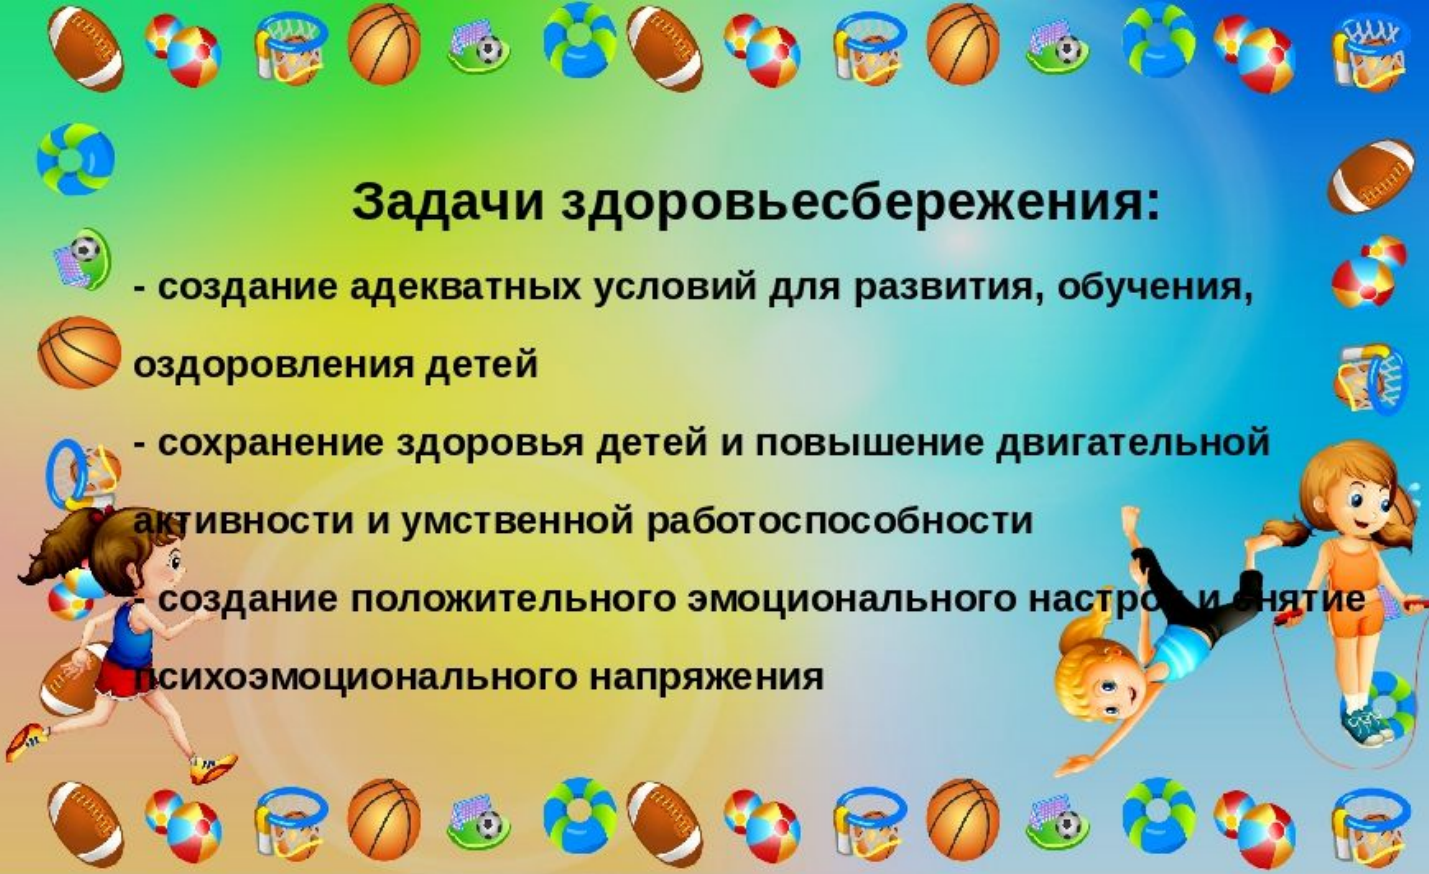 Задачи здоровьесбережения:
- создание адекватных условий для развития, обучения,
оздоровления детей
- сохранение здоровья детей и повышение двигательной
активности и умственной работоспособности
- создание положительного эмоционального настроя и снятие
психоэмоционального напряжения